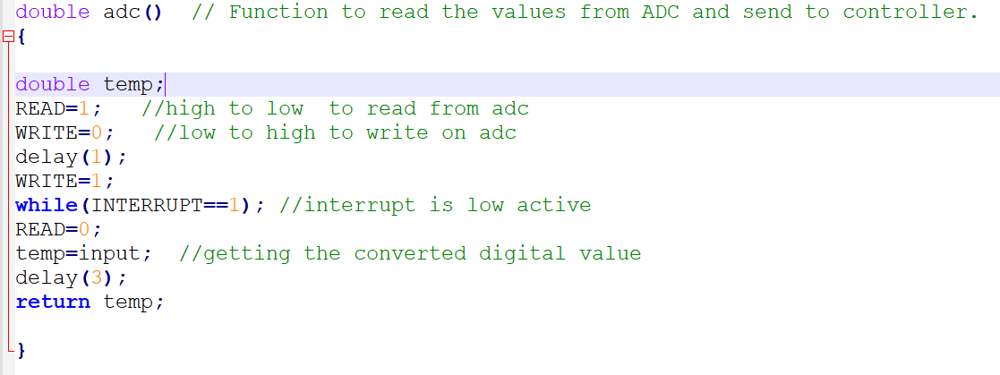 double adc()  // Function to read the values from ADC and send to controller.
{
double temp;
READ=1;   //high to low  to read from adc
WRITE=0;   //low to high to write on adc
delay(1);
WRITE=1;
while(INTERRUPT==1); //interrupt is low active
READ=0;
temp=input;  //getting the converted digital value
delay(3);
return temp;
}